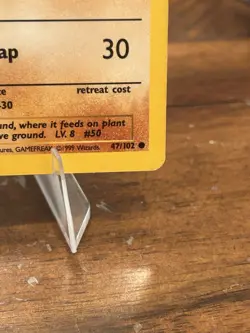 ap 30
ce retreat cost
-30
und, where it feeds on plant
ve ground. LV. 8 #50
ures, GAMEFREAK ©1999 Wizards. 47/102 ●